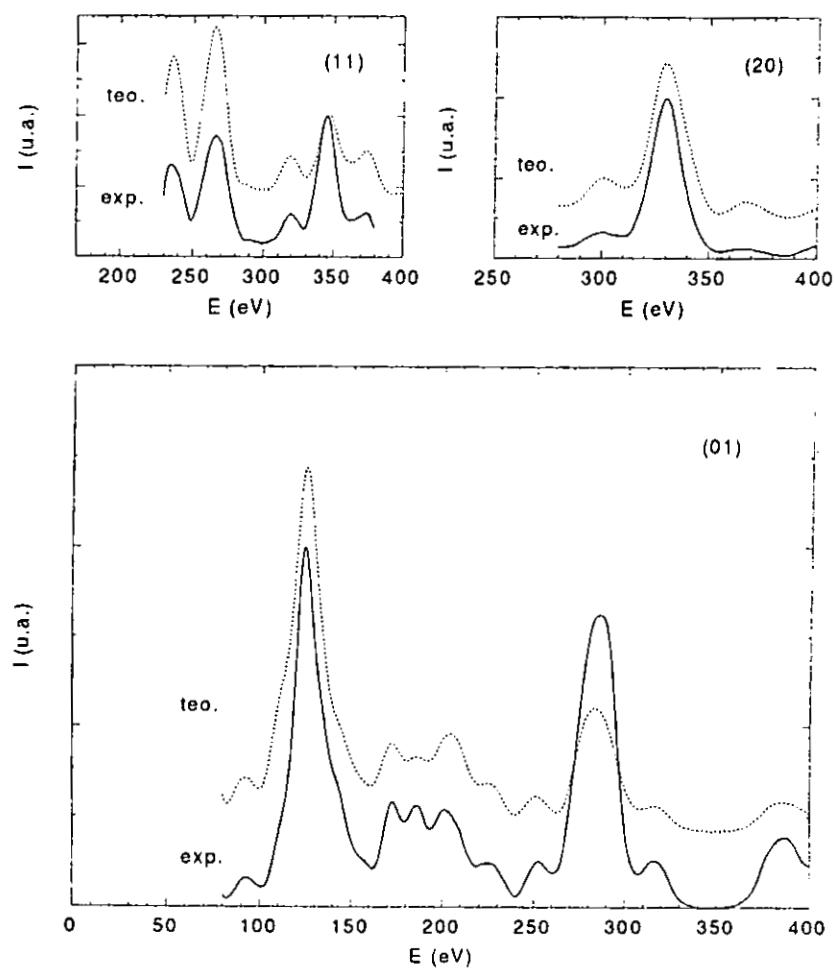 (11)
teo.
exp.
I (u.a.)
200 250 300 350 400
E (eV)
(20)
teo.
exp.
I (u.a.)
250 300 350 400
E (eV)
(01)
teo.
exp.
I (u.a.)
0 50 100 150 200 250 300 350 400
E (eV)